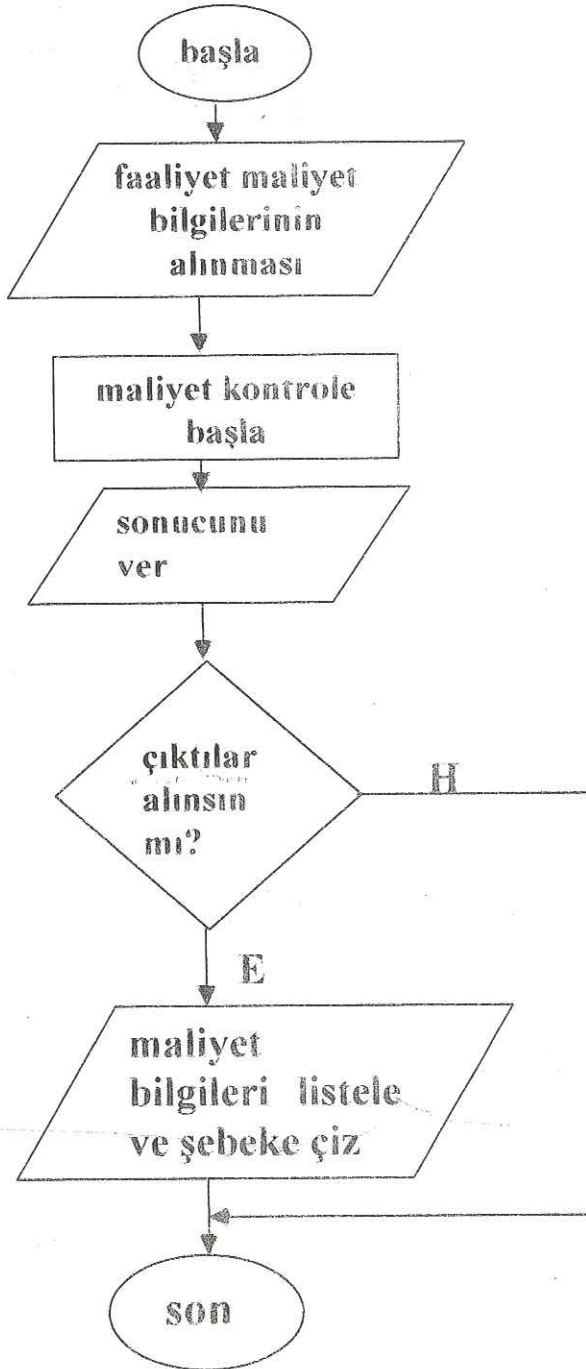 başla
faaliyet maliyet
bilgilerinin
alınması
maliyet kontrole
başla
sonucunu
ver
çıktılar
alınsın
mı?
H
E
maliyet
bilgileri listele
ve şebeke çiz
son